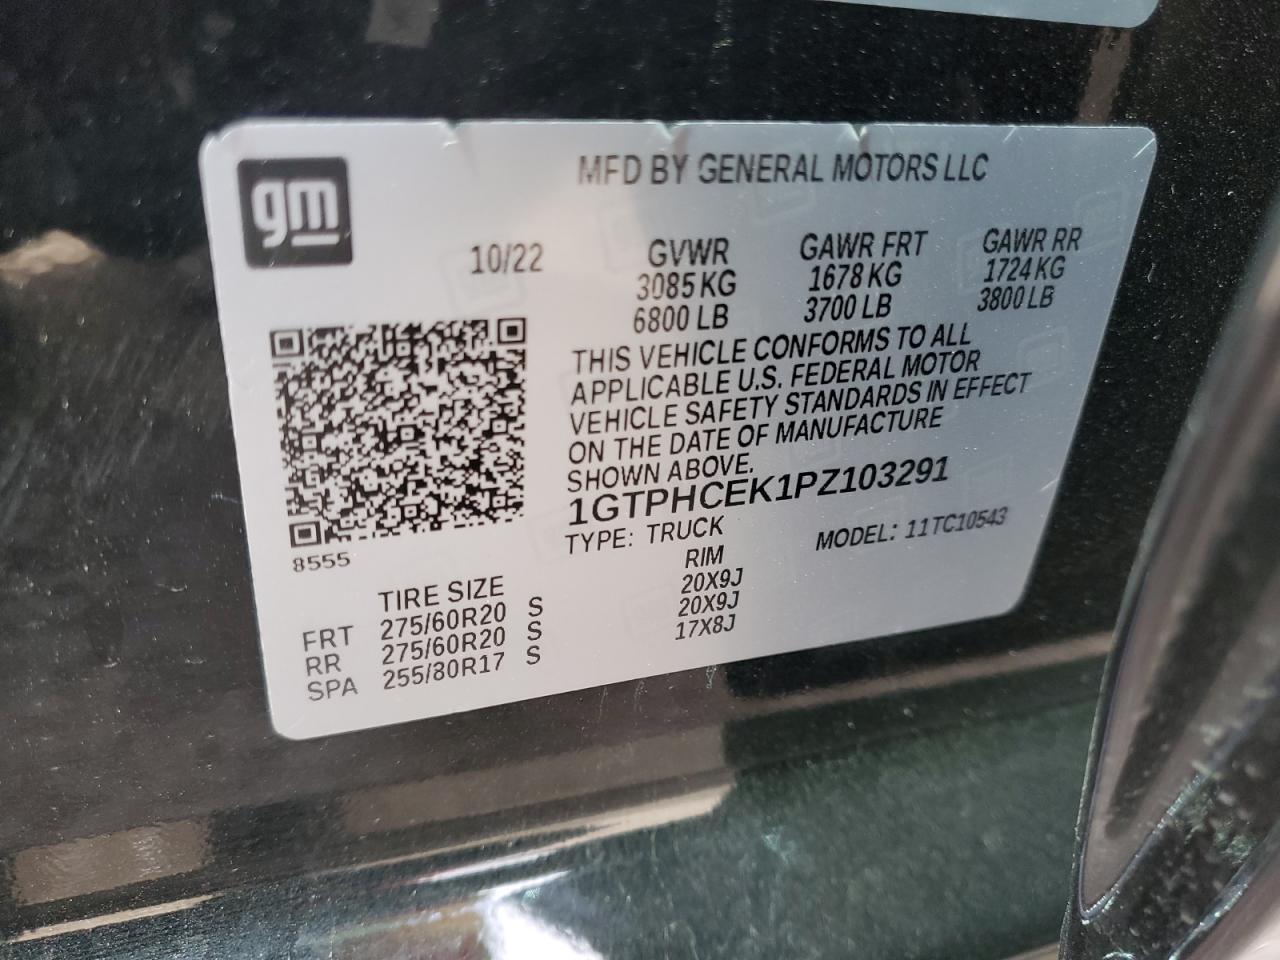 gm
MFD BY GENERAL MOTORS LLC
10/22 GVWR GAWR FRT GAWR RR
3085 KG 1678 KG 1724 KG
6800 LB 3700 LB 3800 LB
THIS VEHICLE CONFORMS TO ALL
APPLICABLE U.S. FEDERAL MOTOR
VEHICLE SAFETY STANDARDS IN EFFECT
ON THE DATE OF MANUFACTURE
SHOWN ABOVE.
1GTPHCEK1PZ103291
TYPE: TRUCK MODEL: 11TC10543
8555
TIRE SIZE RIM
FRT 275/60R20 S 20X9J
RR 275/60R20 S 20X9J
SPA 255/80R17 S 17X8J